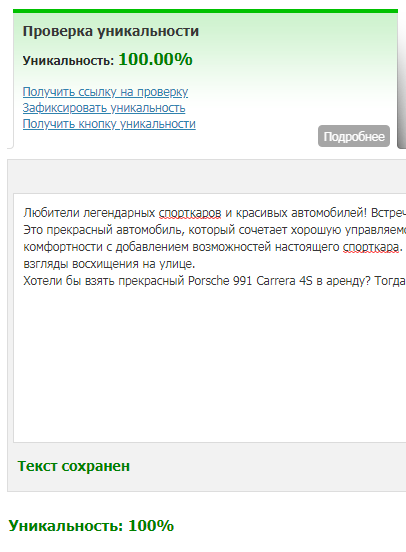 Проверка уникальности
Уникальность: 100.00%
Получить ссылку на проверку
Зафиксировать уникальность
Получить кнопку уникальности
Подробнее
Любители легендарных спорткаров и красивых автомобилей! Встреч
Это прекрасный автомобиль, который сочетает хорошую управляемо
комфортности с добавлением возможностей настоящего спорткара.
взгляды восхищения на улице.
Хотели бы взять прекрасный Porsche 991 Carrera 4S в аренду? Тогда
Текст сохранен
Уникальность: 100%